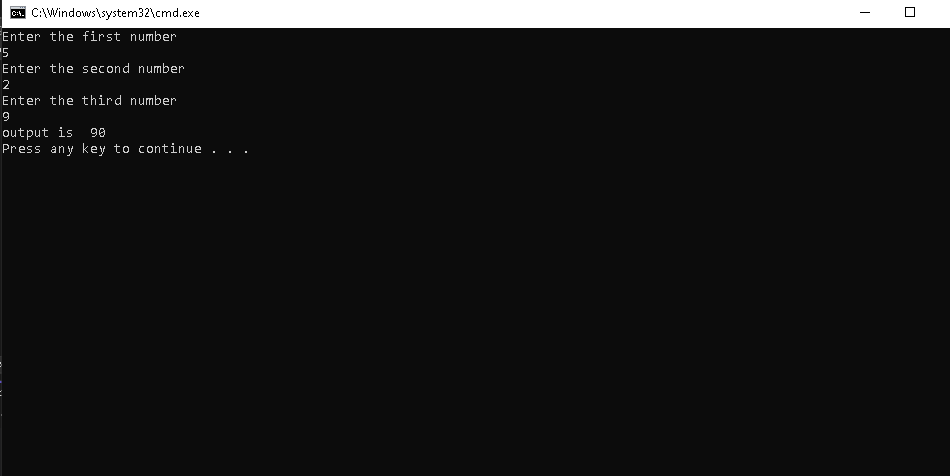 C:\Windows\system32\cmd.exe
Enter the first number
5
Enter the second number
2
Enter the third number
9
output is  90
Press any key to continue . . .